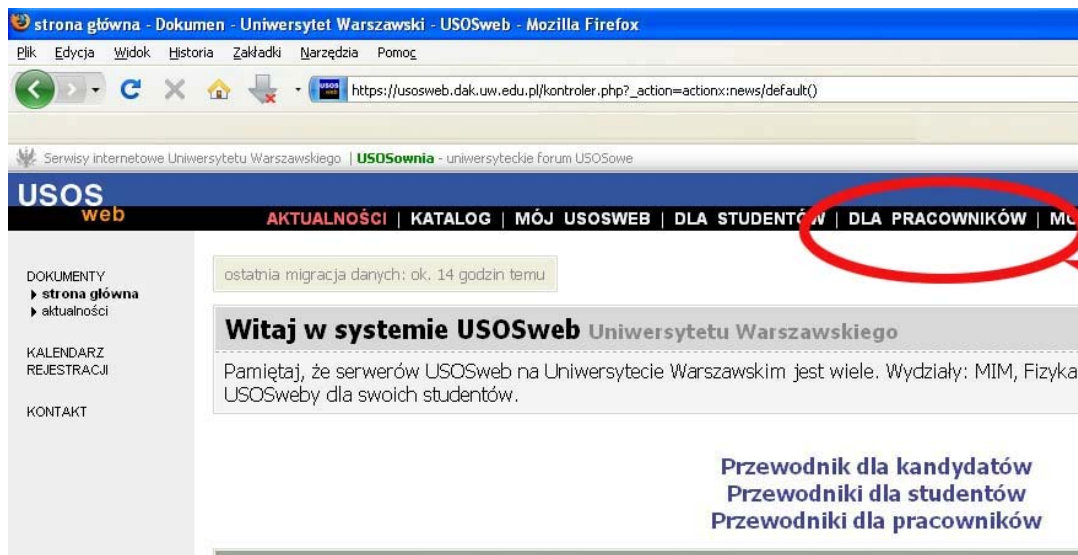 strona główna - Dokumen - Uniwersytet Warszawski - USOSweb - Mozilla Firefox
Plik Edycja Widok Historia Zakładki Narzędzia Pomoc
USOS web https://usosweb.dak.uw.edu.pl/kontroler.php?_action=actionx:news/default()
Serwisy internetowe Uniwersytetu Warszawskiego | USOSownia - uniwersyteckie forum USOSowe
USOS
web
AKTUALNOŚCI | KATALOG | MÓJ USOSWEB | DLA STUDENTÓW | DLA PRACOWNIKÓW | MO
DOKUMENTY
strona główna
aktualności
KALENDARZ
REJESTRACJI
KONTAKT
ostatnia migracja danych: ok. 14 godzin temu
Witaj w systemie USOSweb Uniwersytetu Warszawskiego
Pamiętaj, że serwerów USOSweb na Uniwersytecie Warszawskim jest wiele. Wydziały: MIM, Fizyka
USOSweby dla swoich studentów.
Przewodnik dla kandydatów
Przewodniki dla studentów
Przewodniki dla pracowników